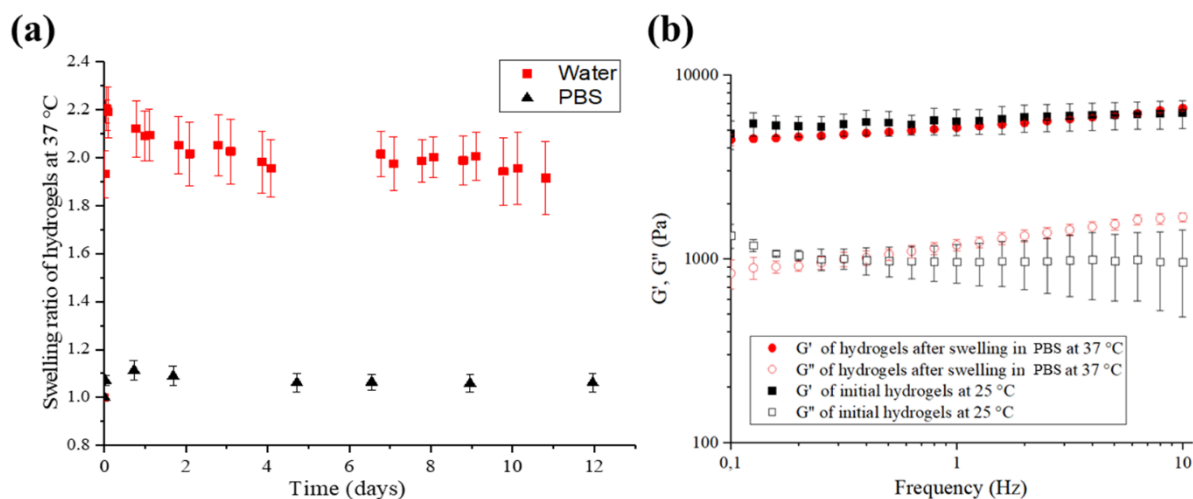 (a)
Swelling ratio of hydrogels at 37 °C
2.4
2.2
2.0
1.8
1.6
1.4
1.2
1.0
0.8
Water
PBS
0
2
4
6
8
10
12
Time (days)
(b)
G', G'' (Pa)
10000
1000
100
G' of hydrogels after swelling in PBS at 37 °C
G'' of hydrogels after swelling in PBS at 37 °C
G' of initial hydrogels at 25 °C
G'' of initial hydrogels at 25 °C
0,1
1
10
Frequency (Hz)